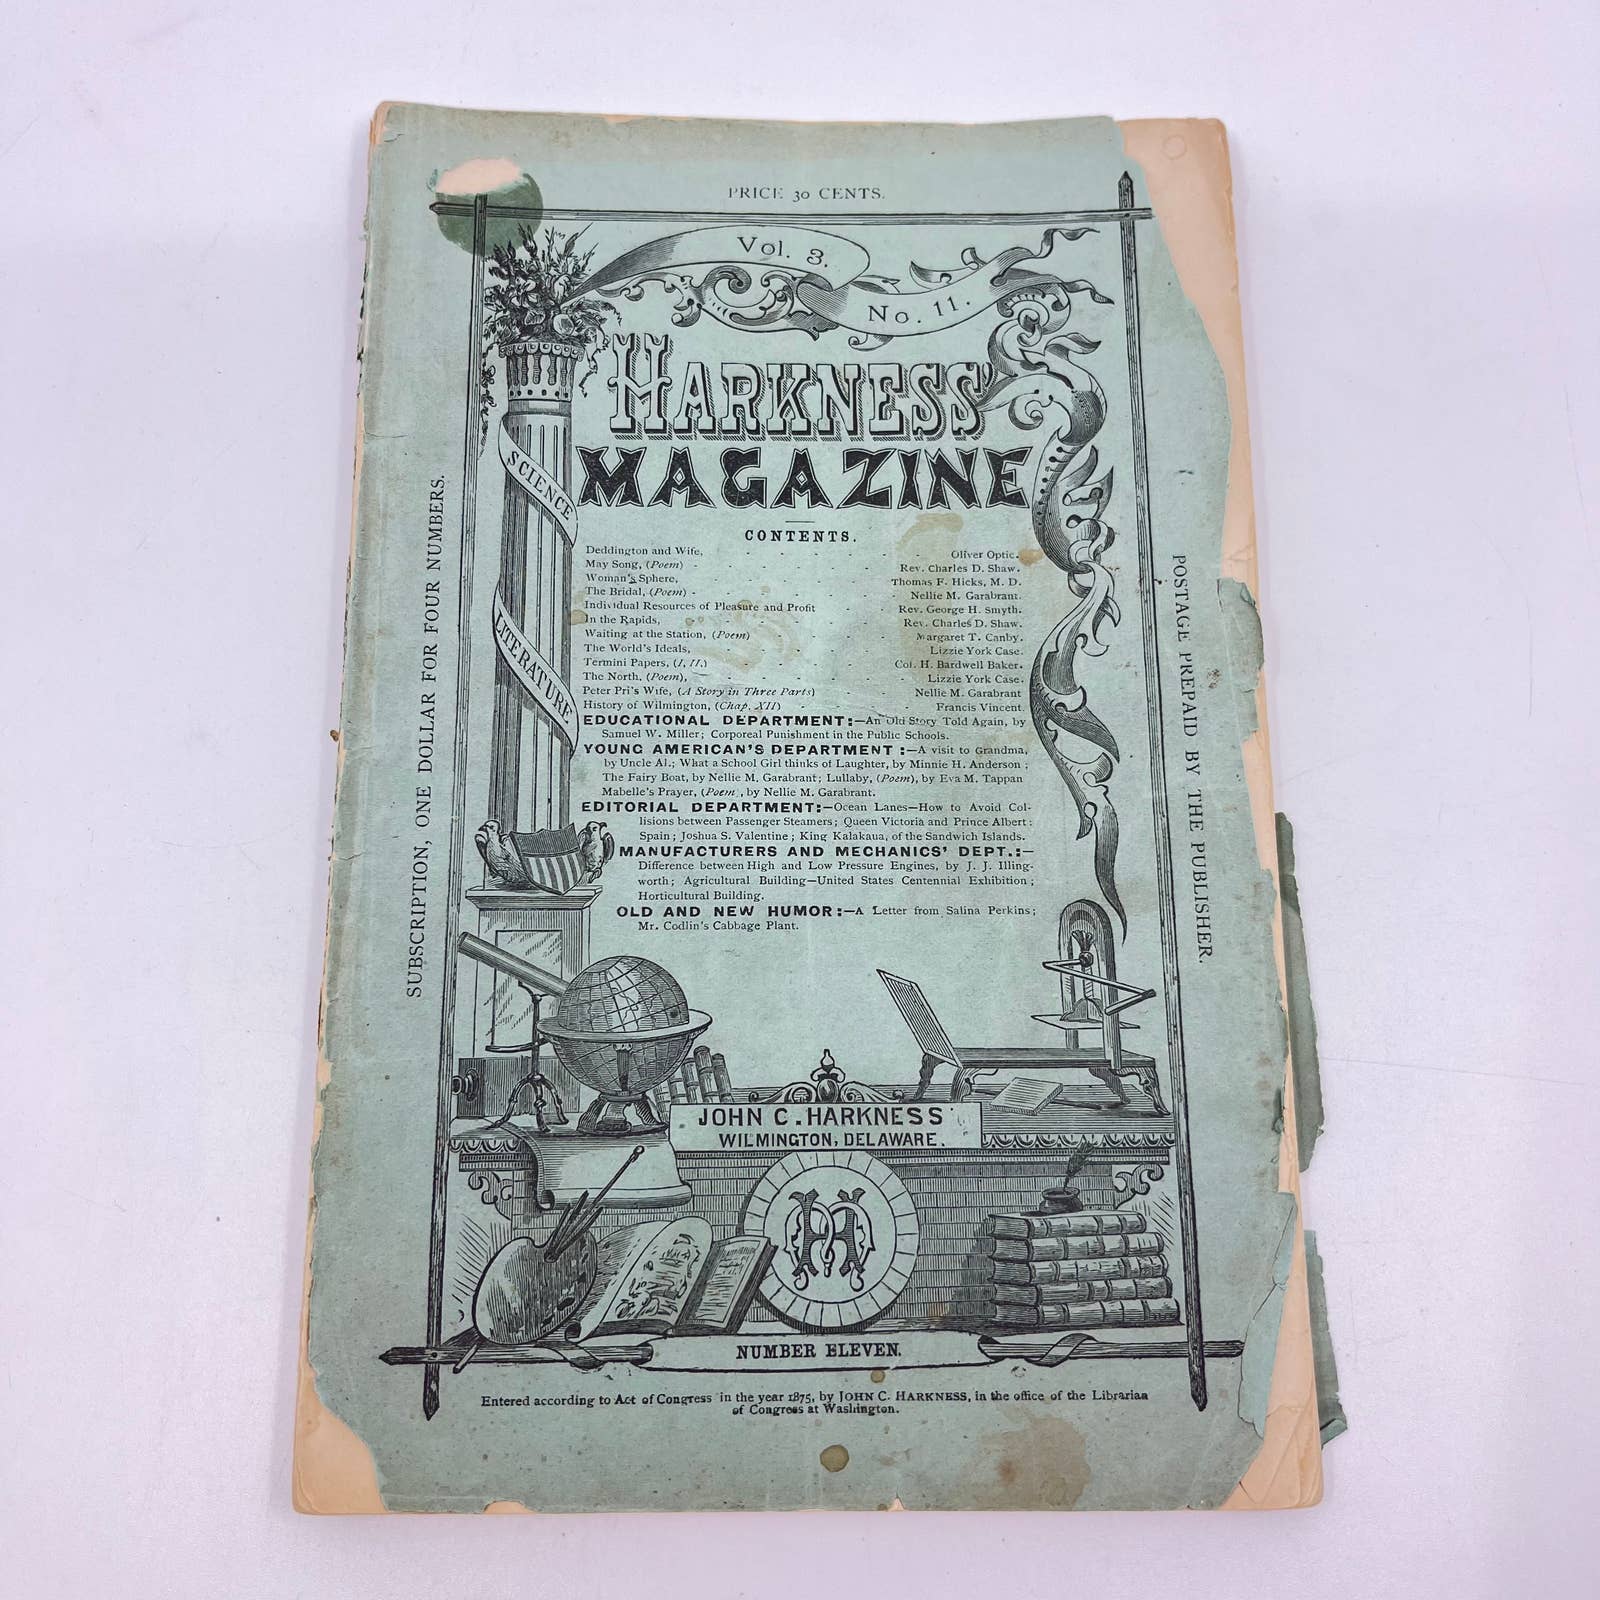 PRICE 30 CENTS.
Vol. 3.
No. 11.
HARKNESS'
MAGAZINE
SCIENCE
LITERATURE
SUBSCRIPTION, ONE DOLLAR FOR FOUR NUMBERS.
POSTAGE PREPAID BY THE PUBLISHER.
CONTENTS.
Deddington and Wife, - - - - - - - Oliver Optic.
May Song, (Poem) - - - - - - - Rev. Charles D. Shaw.
Woman's Sphere, - - - - - - Thomas F. Hicks, M. D.
The Bridal, (Poem) - - - - - - - Nellie M. Garabrant.
Individual Resources of Pleasure and Profit - - Rev. George H. Smyth.
In the Rapids, - - - - - - - Rev. Charles D. Shaw.
Waiting at the Station, (Poem) - - - - - Margaret T. Canby.
The World's Ideals, - - - - - - - Lizzie York Case.
Termini Papers, (I, II.) - - - - - Col. H. Bardwell Baker.
The North, (Poem), - - - - - - - Lizzie York Case.
Peter Pri's Wife, (A Story in Three Parts) - - Nellie M. Garabrant
History of Wilmington, (Chap. XII) - - - - Francis Vincent
EDUCATIONAL DEPARTMENT:—An Old Story Told Again, by
Samuel W. Miller; Corporeal Punishment in the Public Schools.
YOUNG AMERICAN'S DEPARTMENT:—A visit to Grandma,
by Uncle Al.; What a School Girl thinks of Laughter, by Minnie H. Anderson;
The Fairy Boat, by Nellie M. Garabrant; Lullaby, (Poem), by Eva M. Tappan
Mabelle's Prayer, (Poem), by Nellie M. Garabrant.
EDITORIAL DEPARTMENT:—Ocean Lanes—How to Avoid Col-
lisions between Passenger Steamers; Queen Victoria and Prince Albert;
Spain; Joshua S. Valentine; King Kalakaua, of the Sandwich Islands.
MANUFACTURERS AND MECHANICS' DEPT.:—
Difference between High and Low Pressure Engines, by J. J. Illing-
worth; Agricultural Building—United States Centennial Exhibition;
Horticultural Building.
OLD AND NEW HUMOR:—A Letter from Salina Perkins;
Mr. Codlin's Cabbage Plant.
JOHN C. HARKNESS
WILMINGTON, DELAWARE.
NUMBER ELEVEN.
Entered according to Act of Congress in the year 1875, by JOHN C. HARKNESS, in the office of the Librarian
of Congress at Washington.